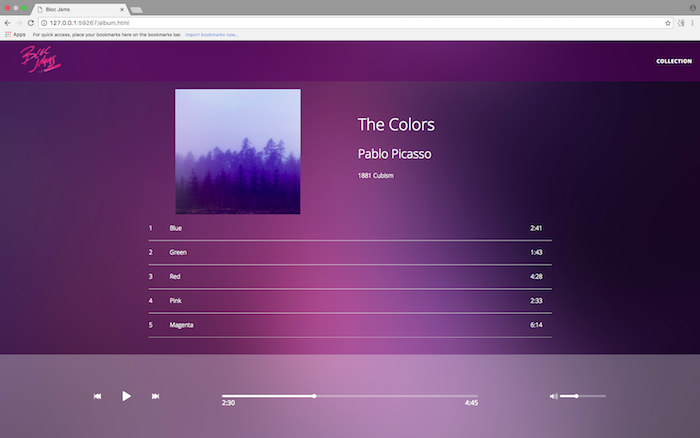 Bloc Jams
127.0.0.1:59267/album.html
Apps For quick access, place your bookmarks here on the bookmarks bar. Import bookmarks now...
Bloc
Jams
COLLECTION
The Colors
Pablo Picasso
1881 Cubism
1 Blue 2:41
2 Green 1:43
3 Red 4:28
4 Pink 2:33
5 Magenta 6:14
2:30 4:45